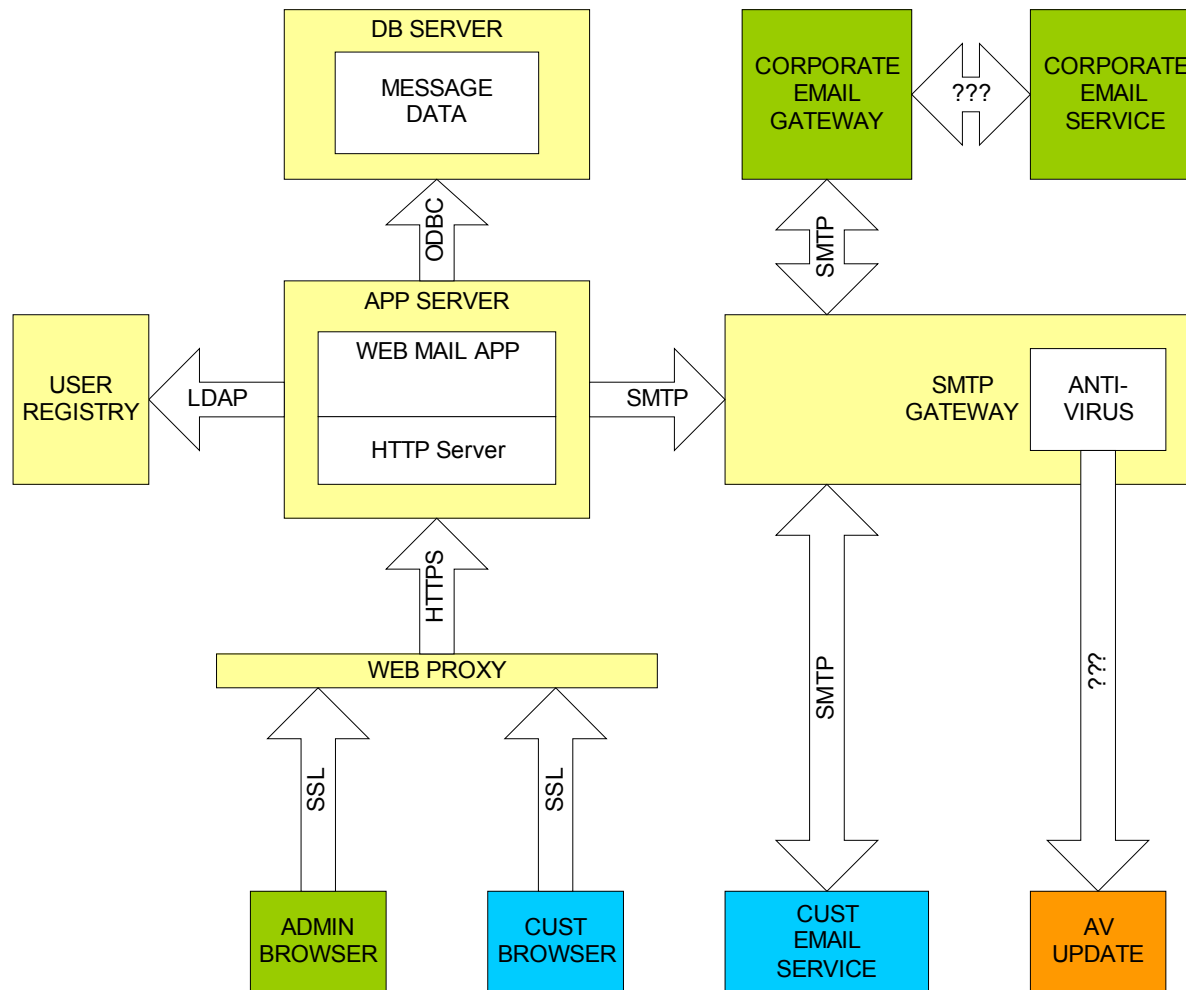 DB SERVER
MESSAGE
DATA
CORPORATE
EMAIL
GATEWAY
???
CORPORATE
EMAIL
SERVICE
ODBC
SMTP
APP SERVER
WEB MAIL APP
HTTP Server
USER
REGISTRY
LDAP
SMTP
SMTP
GATEWAY
ANTI-
VIRUS
HTTPS
WEB PROXY
SSL
SSL
SMTP
???
ADMIN
BROWSER
CUST
BROWSER
CUST
EMAIL
SERVICE
AV
UPDATE